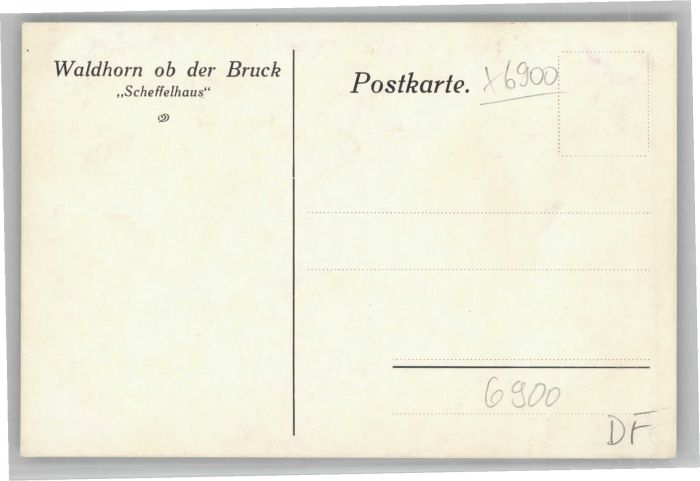 Waldhorn ob der Bruck
„Scheffelhaus“
Postkarte.
x6900
6900
DF